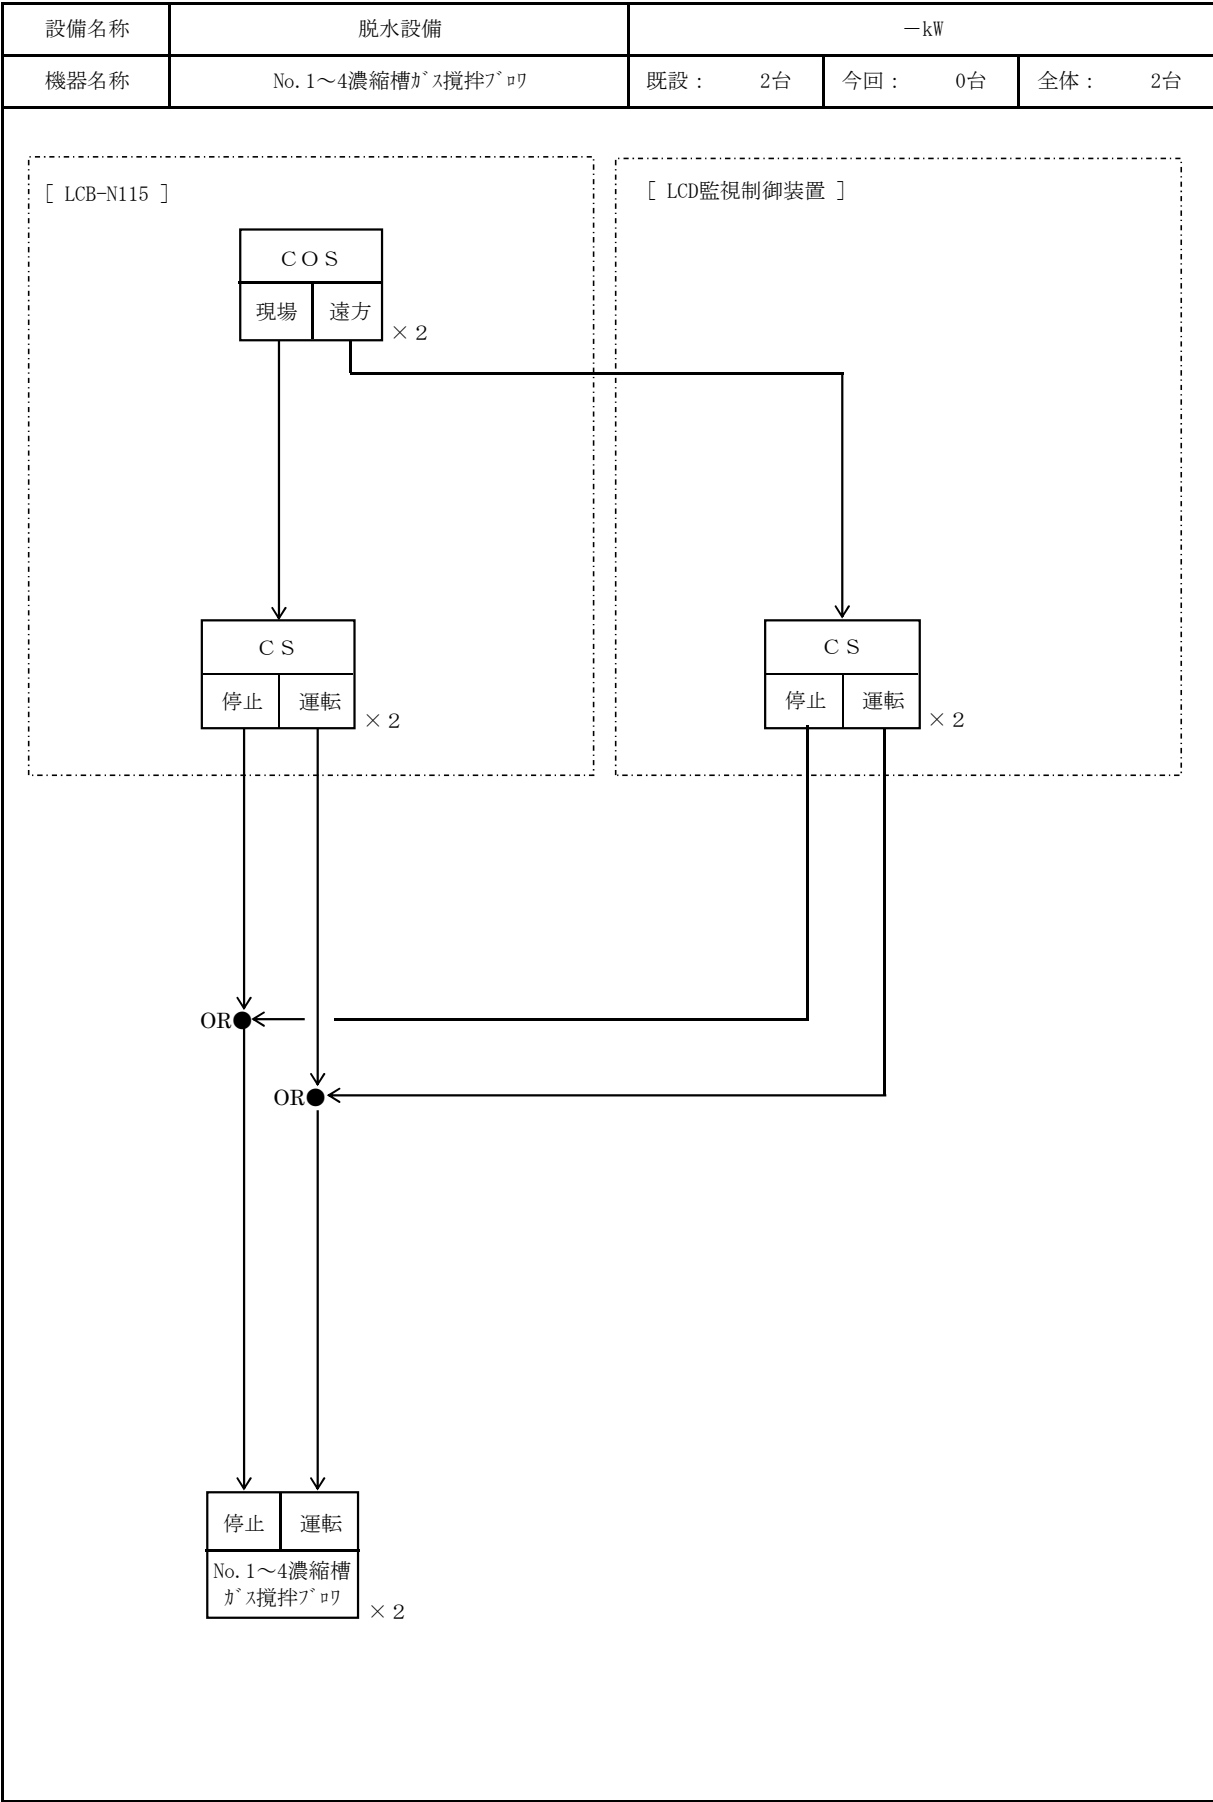 設備名称 脱水設備 －kW
機器名称 No.1～4濃縮槽ｶﾞｽ撹拌ﾌﾞﾛﾜ 既設： 2台 今回： 0台 全体： 2台
[ LCB-N115 ]
[ LCD監視制御装置 ]
ＣＯＳ
現場 遠方
×２
ＣＳ
停止 運転
×２
ＣＳ
停止 運転
×２
OR
OR
停止 運転
No.1～4濃縮槽
ｶﾞｽ撹拌ﾌﾞﾛﾜ
×２